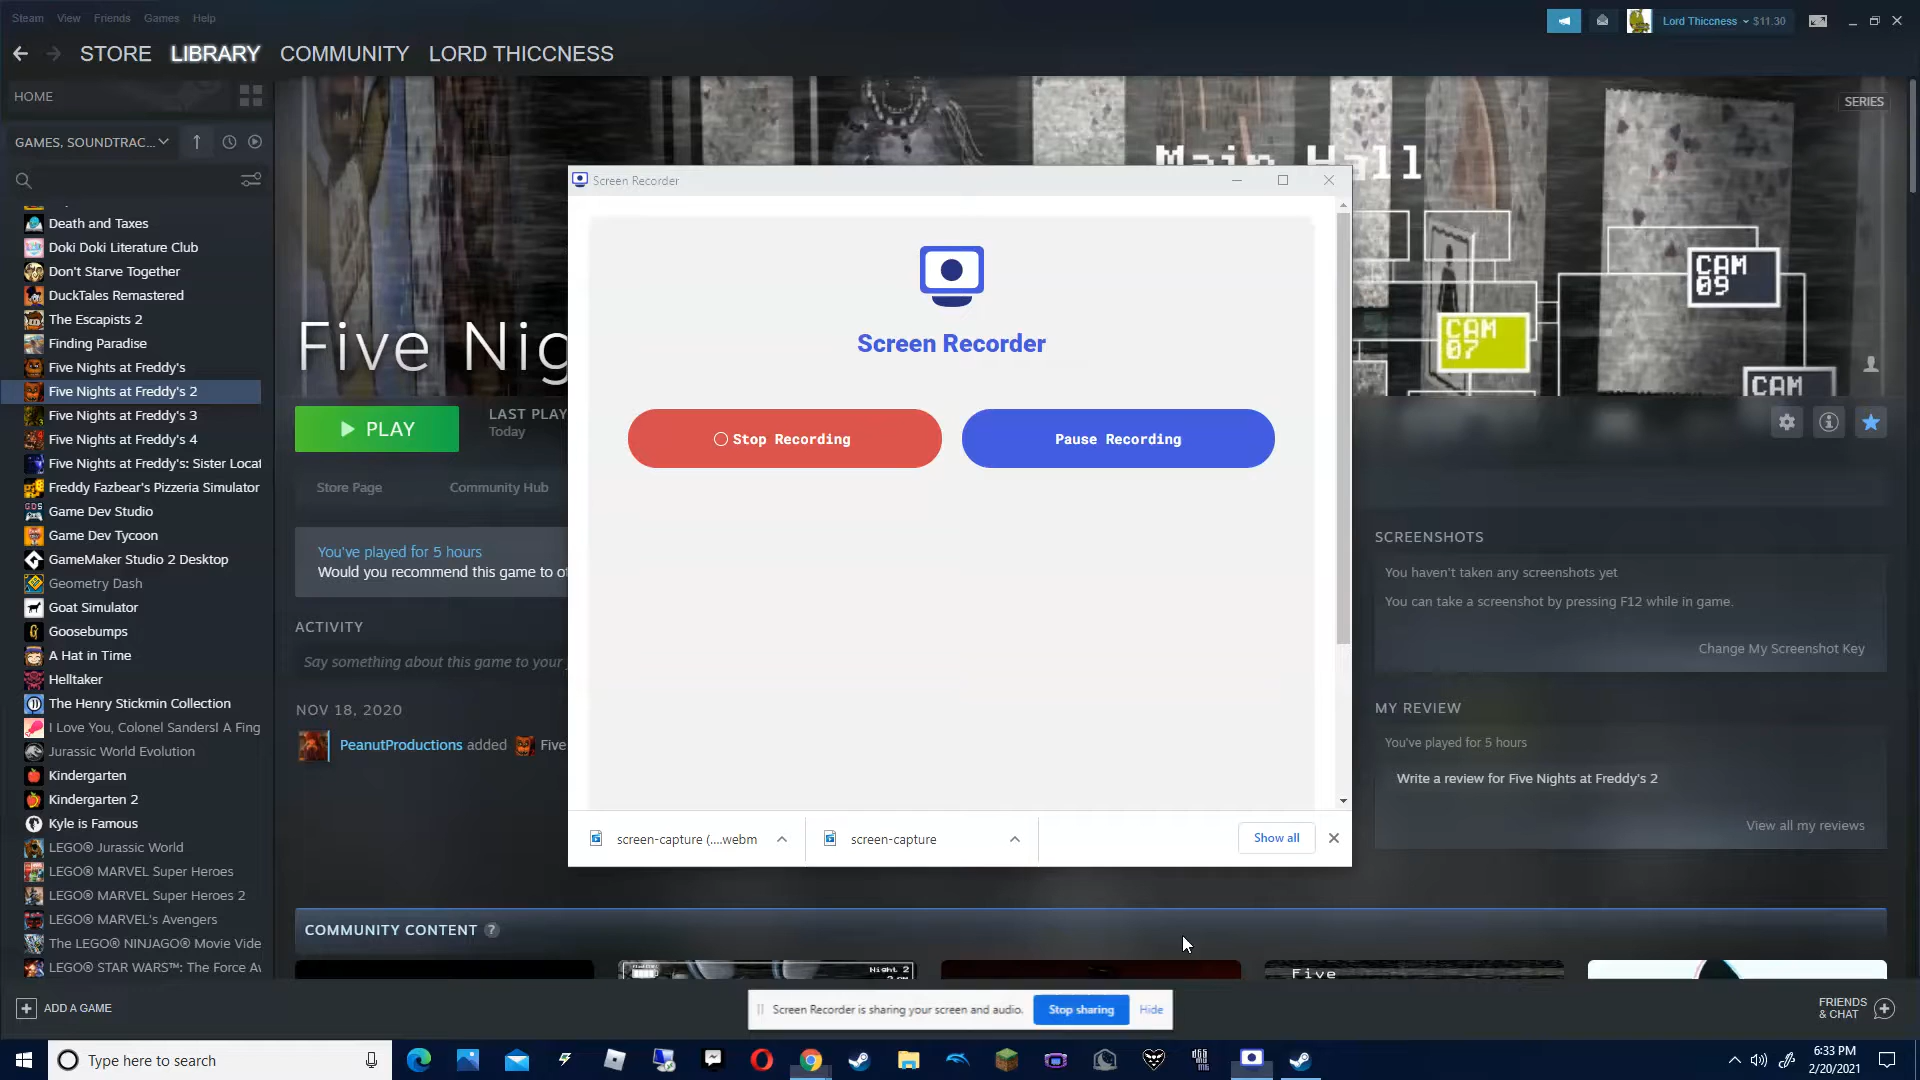 Steam View Friends Games Help
Lord Thiccness $11.30
STORE LIBRARY COMMUNITY LORD THICCNESS
HOME
GAMES, SOUNDTRAC...
Death and Taxes
Doki Doki Literature Club
Don't Starve Together
DuckTales Remastered
The Escapists 2
Finding Paradise
Five Nights at Freddy's
Five Nights at Freddy's 2
Five Nights at Freddy's 3
Five Nights at Freddy's 4
Five Nights at Freddy's: Sister Locat
Freddy Fazbear's Pizzeria Simulator
Game Dev Studio
Game Dev Tycoon
GameMaker Studio 2 Desktop
Geometry Dash
Goat Simulator
Goosebumps
A Hat in Time
Helltaker
The Henry Stickmin Collection
I Love You, Colonel Sanders! A Fing
Jurassic World Evolution
Kindergarten
Kindergarten 2
Kyle is Famous
LEGO® Jurassic World
LEGO® MARVEL Super Heroes
LEGO® MARVEL Super Heroes 2
LEGO® MARVEL's Avengers
The LEGO® NINJAGO® Movie Vide
LEGO® STAR WARS™: The Force Aw
ADD A GAME
SERIES
Main Hall
CAM 09
CAM 07
CAM
Five Nig
PLAY
LAST PLAY
Today
Store Page
Community Hub
You've played for 5 hours
Would you recommend this game to ot
ACTIVITY
Say something about this game to your
NOV 18, 2020
PeanutProductions added Five
Screen Recorder
Screen Recorder
Stop Recording
Pause Recording
screen-capture (....webm
screen-capture
Show all
SCREENSHOTS
You haven't taken any screenshots yet
You can take a screenshot by pressing F12 while in game.
Change My Screenshot Key
MY REVIEW
You've played for 5 hours
Write a review for Five Nights at Freddy's 2
View all my reviews
COMMUNITY CONTENT ?
Night 2
Five
Screen Recorder is sharing your screen and audio.
Stop sharing
Hide
FRIENDS
& CHAT
Type here to search
6:33 PM
2/20/2021